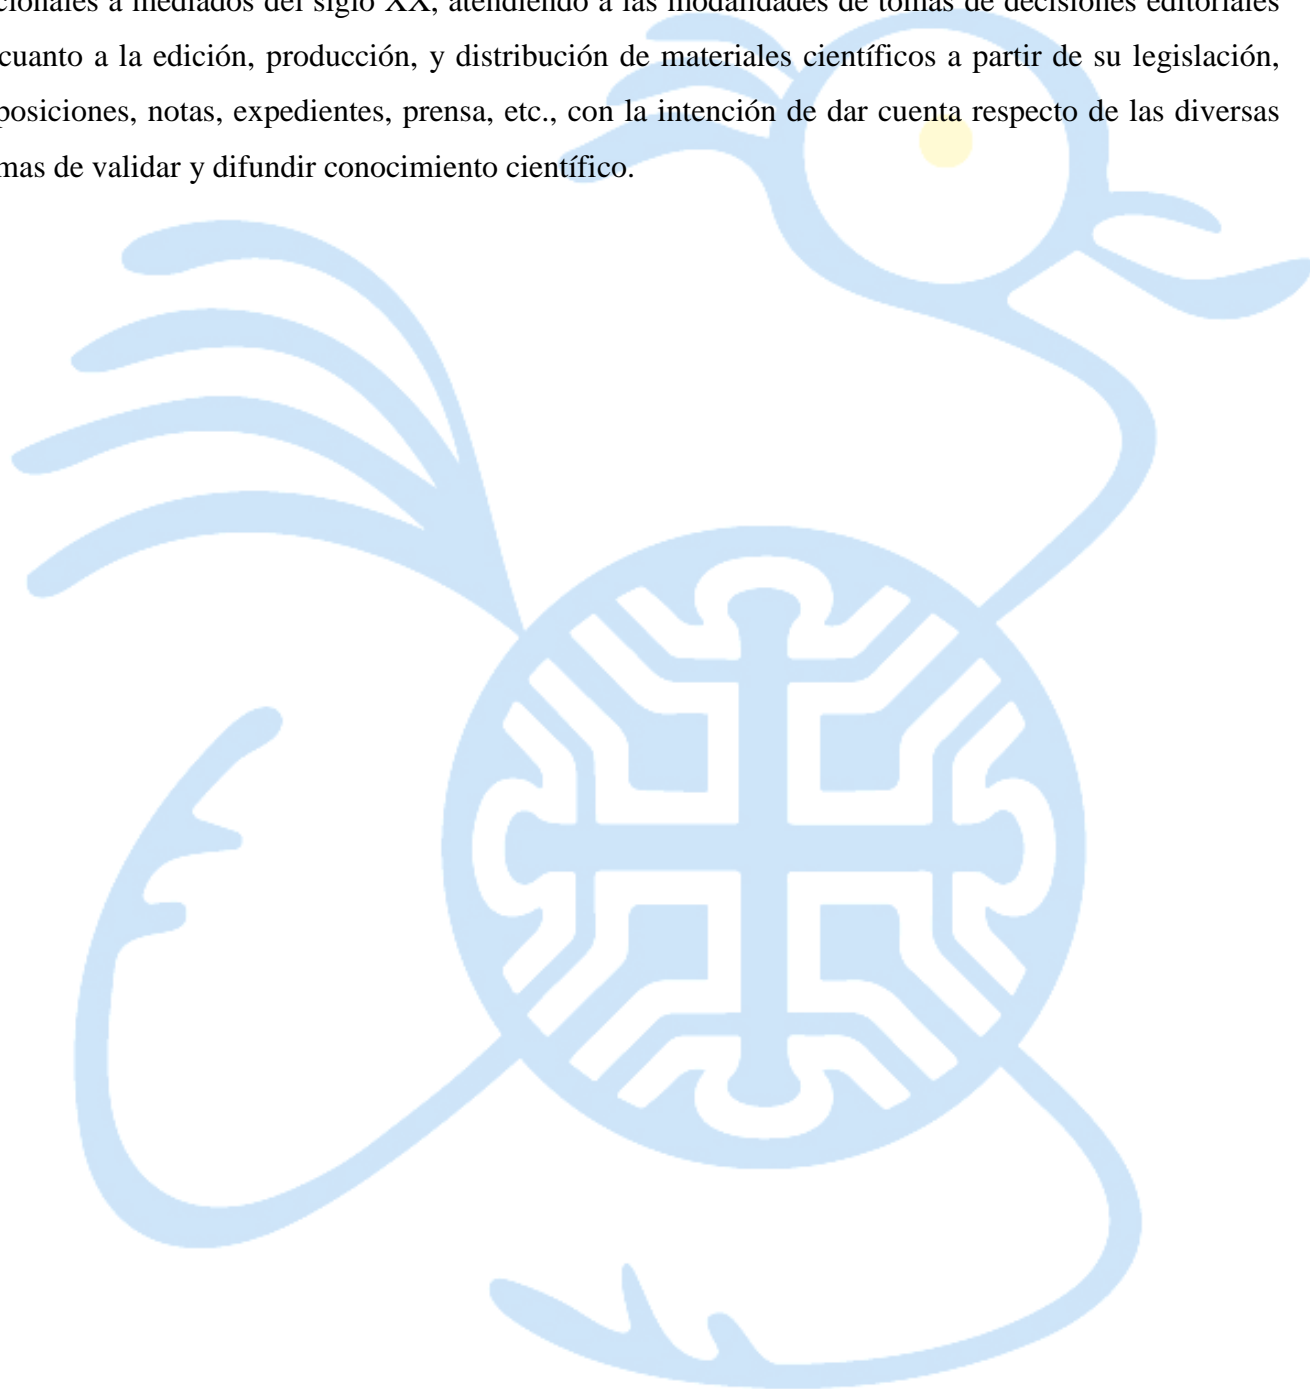 cionales a mediados del siglo XX, atendiendo a las modalidades de tomas de decisiones editoriales
cuanto a la edición, producción, y distribución de materiales científicos a partir de su legislación,
posiciones, notas, expedientes, prensa, etc., con la intención de dar cuenta respecto de las diversas
mas de validar y difundir conocimiento científico.